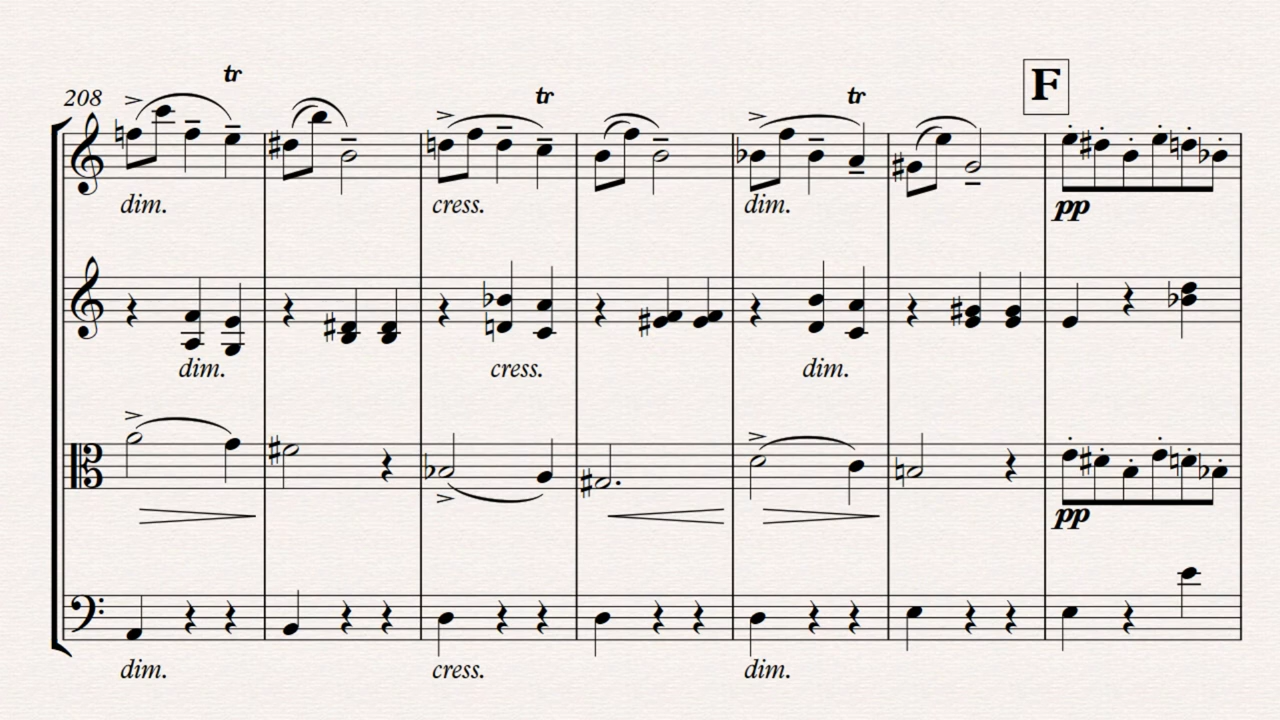 F
208
tr
tr
tr
dim.
cress.
dim.
pp
dim.
cress.
dim.
pp
dim.
cress.
dim.